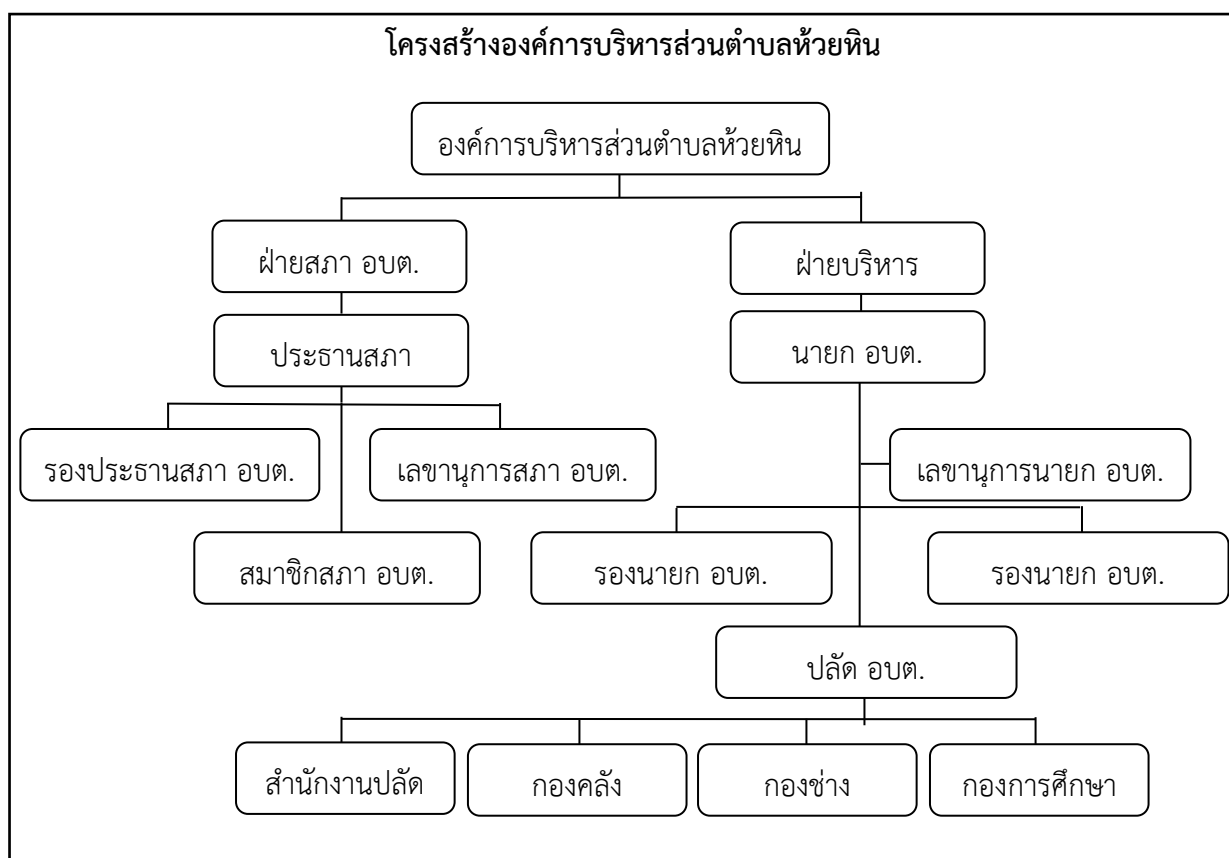 โครงสร้างองค์การบริหารส่วนตำบลห้วยหิน
องค์การบริหารส่วนตำบลห้วยหิน
ฝ่ายสภา อบต.
ฝ่ายบริหาร
ประธานสภา
นายก อบต.
รองประธานสภา อบต.
เลขานุการสภา อบต.
เลขานุการนายก อบต.
สมาชิกสภา อบต.
รองนายก อบต.
รองนายก อบต.
ปลัด อบต.
สำนักงานปลัด
กองคลัง
กองช่าง
กองการศึกษา